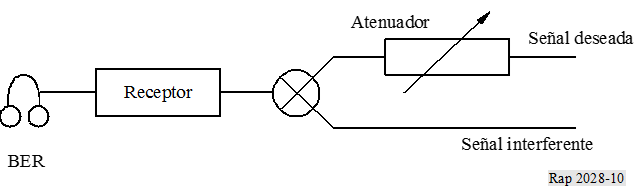 Atenuador
Señal deseada
Receptor
Señal interferente
BER
Rap 2028-10